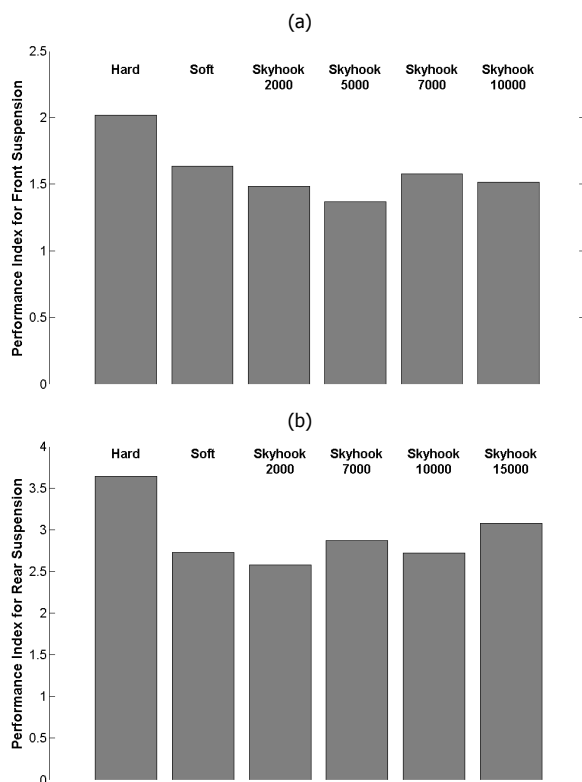 (a)
Performance Index for Front Suspension
2.5
2
1.5
1
0.5
0
Hard
Soft
Skyhook
2000
Skyhook
5000
Skyhook
7000
Skyhook
10000
(b)
Performance Index for Rear Suspension
4
3.5
3
2.5
2
1.5
1
0.5
0
Hard
Soft
Skyhook
2000
Skyhook
7000
Skyhook
10000
Skyhook
15000